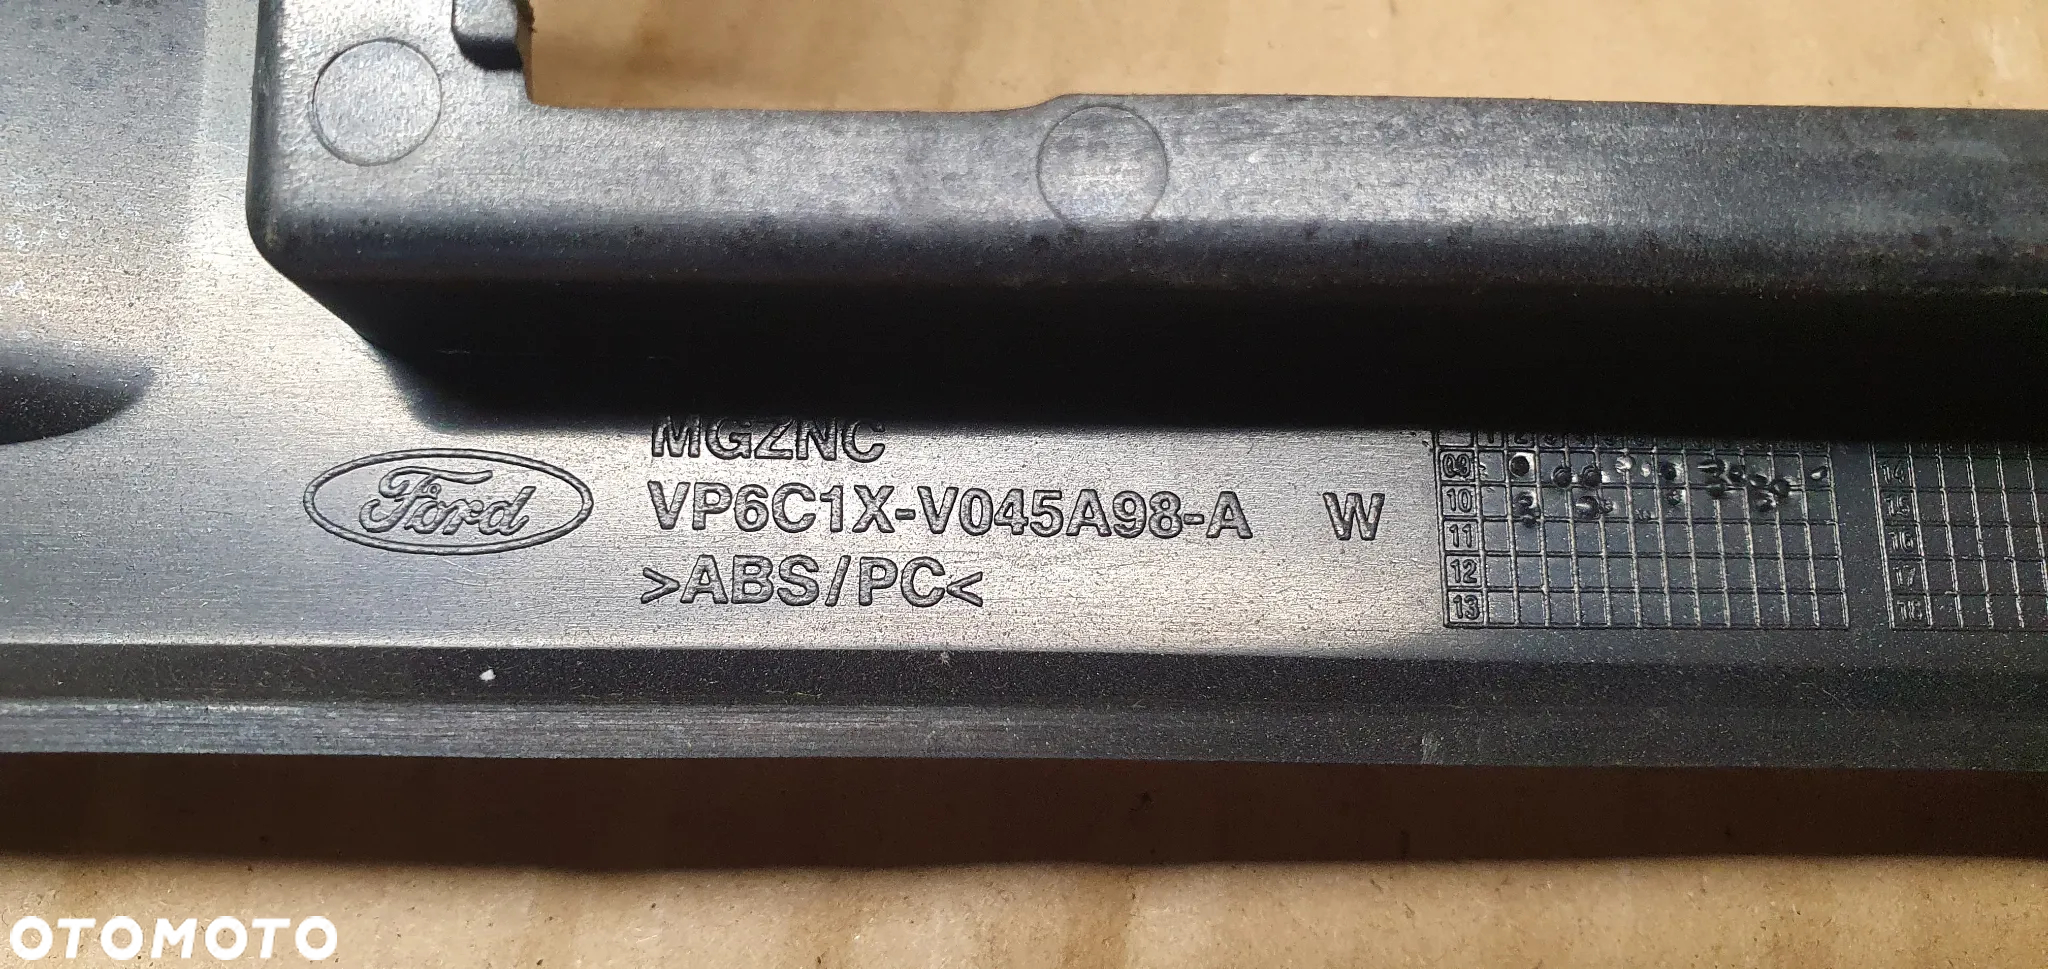 MGZNC
Ford
VP6C1X-V045A98-A W
>ABS/PC<
09
10
11
12
13
14
15
16
17
18
OTOMOTO